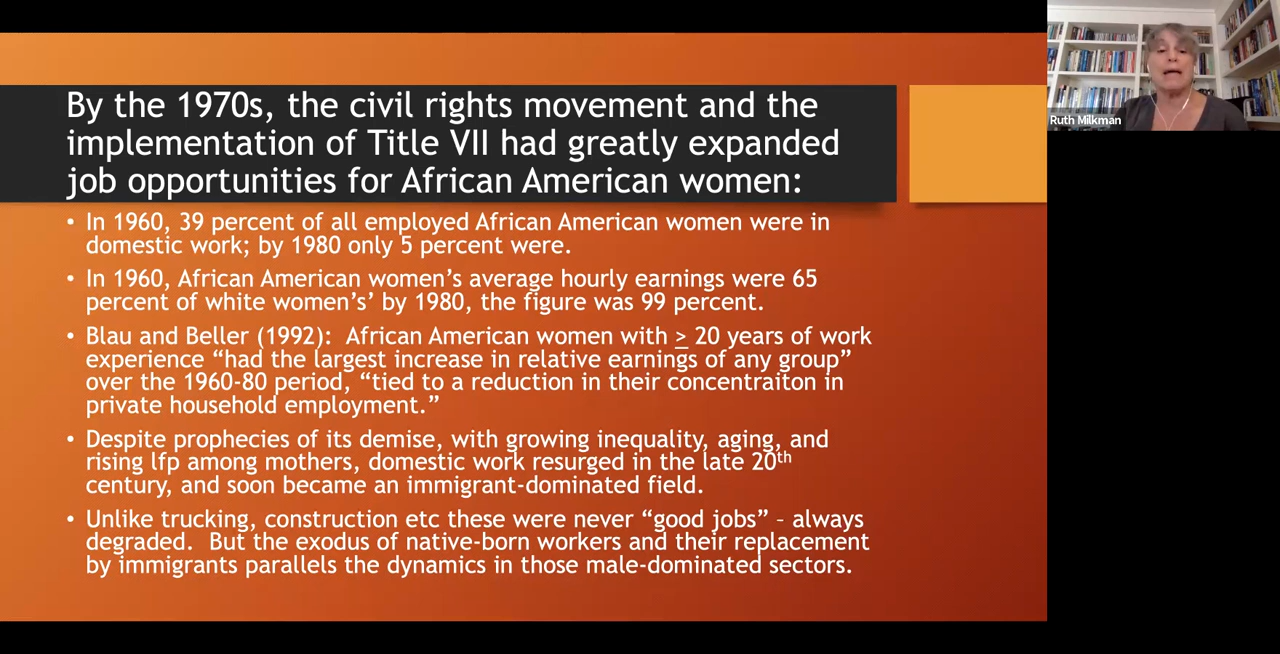 By the 1970s, the civil rights movement and the
implementation of Title VII had greatly expanded
job opportunities for African American women:
• In 1960, 39 percent of all employed African American women were in
domestic work; by 1980 only 5 percent were.
• In 1960, African American women’s average hourly earnings were 65
percent of white women’s’ by 1980, the figure was 99 percent.
• Blau and Beller (1992):  African American women with > 20 years of work
experience “had the largest increase in relative earnings of any group”
over the 1960-80 period, “tied to a reduction in their concentraiton in
private household employment.”
• Despite prophecies of its demise, with growing inequality, aging, and
rising lfp among mothers, domestic work resurged in the late 20th
century, and soon became an immigrant-dominated field.
• Unlike trucking, construction etc these were never “good jobs” – always
degraded.  But the exodus of native-born workers and their replacement
by immigrants parallels the dynamics in those male-dominated sectors.
Ruth Milkman